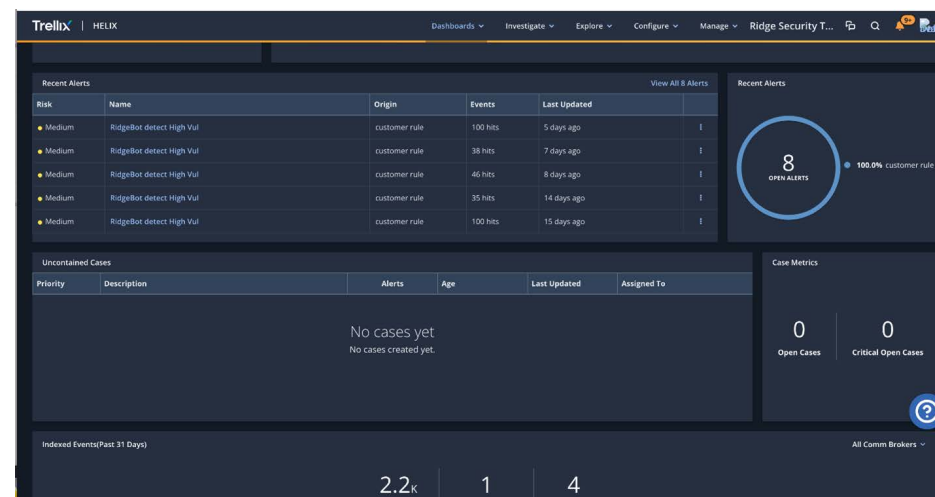 Trellix | HELIX Dashboards Investigate Explore Configure Manage Ridge Security T... 9+
Recent Alerts View All 8 Alerts
Risk Name Origin Events Last Updated
Medium RidgeBot detect High Vul customer rule 100 hits 5 days ago
Medium RidgeBot detect High Vul customer rule 38 hits 7 days ago
Medium RidgeBot detect High Vul customer rule 46 hits 8 days ago
Medium RidgeBot detect High Vul customer rule 35 hits 14 days ago
Medium RidgeBot detect High Vul customer rule 100 hits 15 days ago
Recent Alerts
8
OPEN ALERTS
100.0% customer rule
Uncontained Cases
Priority Description Alerts Age Last Updated Assigned To
No cases yet
No cases created yet.
Case Metrics
0 0
Open Cases Critical Open Cases
?
Indexed Events(Past 31 Days) All Comm Brokers
2.2K 1 4